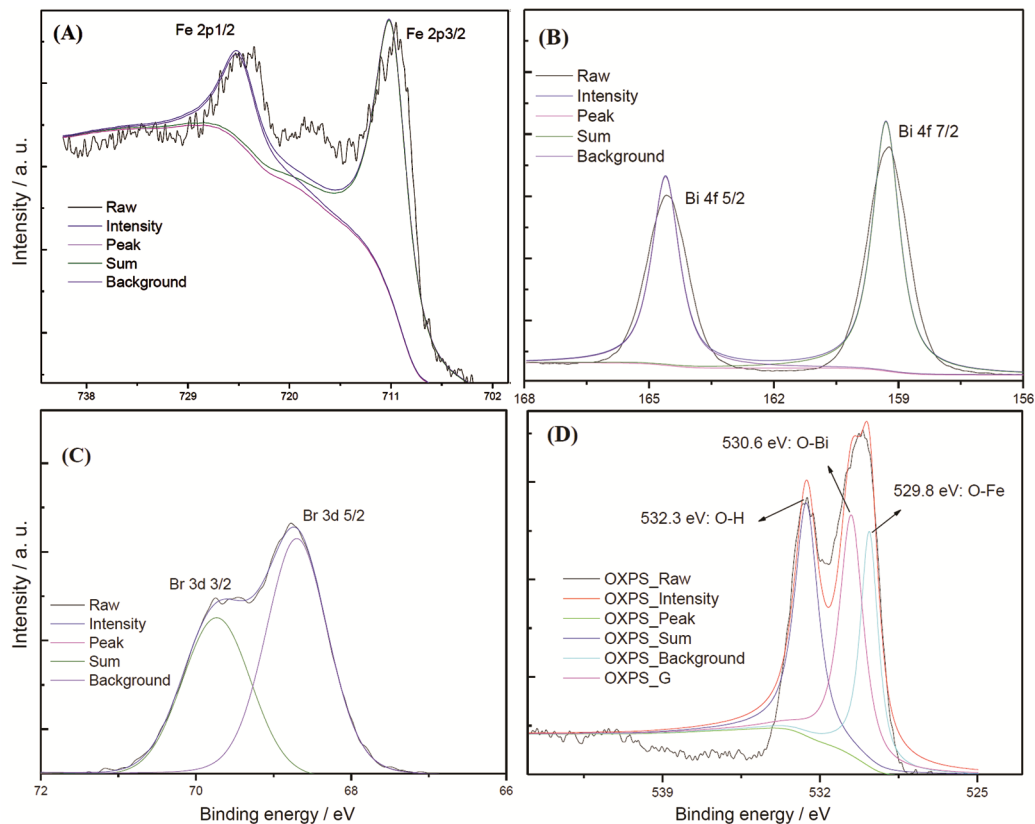 (A)
Fe 2p1/2
Fe 2p3/2
Intensity / a. u.
Raw
Intensity
Peak
Sum
Background
738
729
720
711
702
(B)
Raw
Intensity
Peak
Sum
Background
Bi 4f 5/2
Bi 4f 7/2
168
165
162
159
156
(C)
Br 3d 5/2
Br 3d 3/2
Intensity / a. u.
Raw
Intensity
Peak
Sum
Background
72
70
68
66
Binding energy / eV
(D)
530.6 eV: O-Bi
529.8 eV: O-Fe
532.3 eV: O-H
OXPS_Raw
OXPS_Intensity
OXPS_Peak
OXPS_Sum
OXPS_Background
OXPS_G
539
532
525
Binding energy / eV